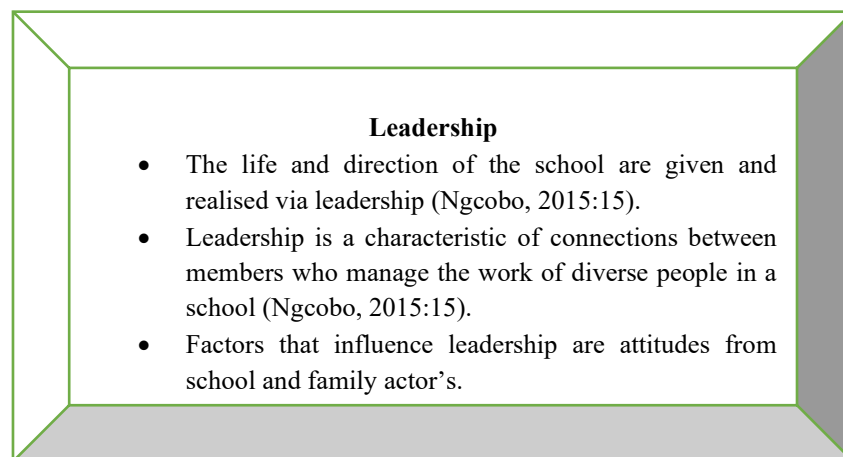 Leadership
• The life and direction of the school are given and
realised via leadership (Ngcobo, 2015:15).
• Leadership is a characteristic of connections between
members who manage the work of diverse people in a
school (Ngcobo, 2015:15).
• Factors that influence leadership are attitudes from
school and family actor’s.